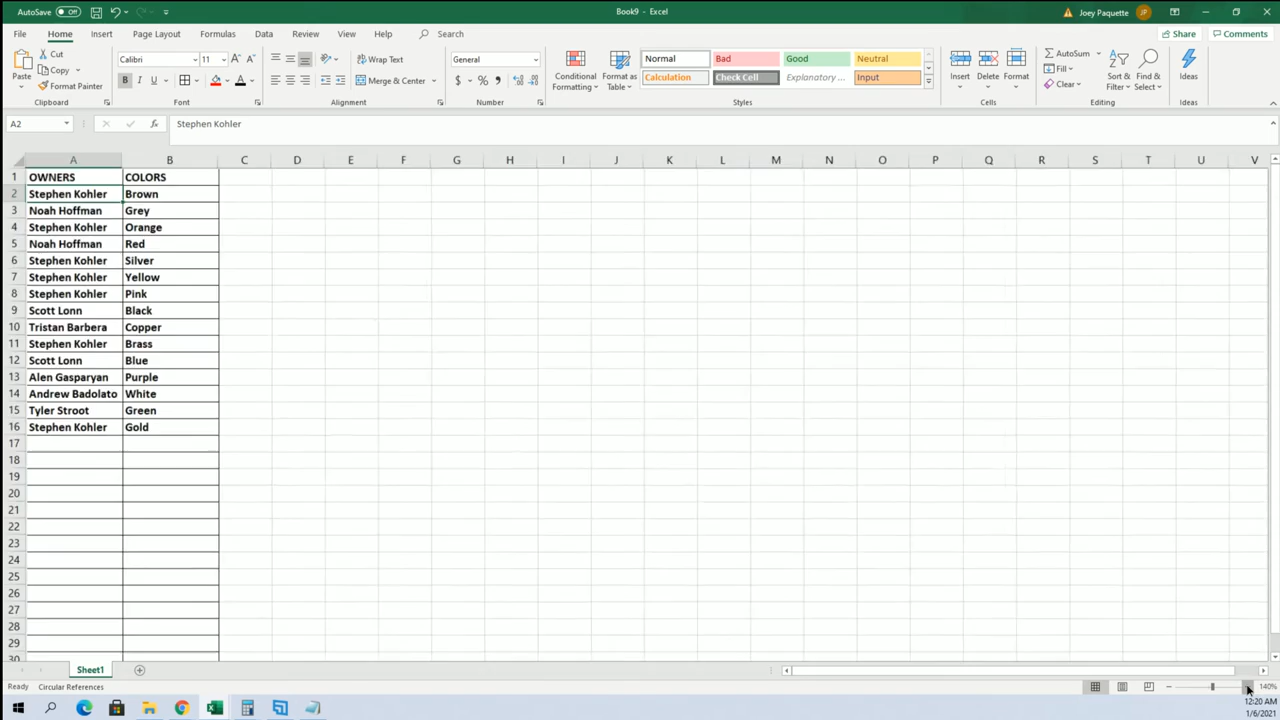 AutoSave Off
Book9 - Excel
Joey Paquette JP
File Home Insert Page Layout Formulas Data Review View Help Search Share Comments
Paste
Cut
Copy
Format Painter
Clipboard
Calibri 11
B I U
Font
Wrap Text
Merge & Center
Alignment
General
$ % ,
Number
Conditional Formatting
Format as Table
Normal Bad Good Neutral
Calculation Check Cell Explanatory ... Input
Styles
Insert Delete Format
Cells
AutoSum
Fill
Clear
Sort & Filter
Find & Select
Editing
Ideas
Ideas
A2 fx Stephen Kohler
A B C D E F G H I J K L M N O P Q R S T U V
1 OWNERS COLORS
2 Stephen Kohler Brown
3 Noah Hoffman Grey
4 Stephen Kohler Orange
5 Noah Hoffman Red
6 Stephen Kohler Silver
7 Stephen Kohler Yellow
8 Stephen Kohler Pink
9 Scott Lonn Black
10 Tristan Barbera Copper
11 Stephen Kohler Brass
12 Scott Lonn Blue
13 Alen Gasparyan Purple
14 Andrew Badolato White
15 Tyler Stroot Green
16 Stephen Kohler Gold
17
18
19
20
21
22
23
24
25
26
27
28
29
30
Sheet1
Ready Circular References 140%
12:20 AM
1/6/2021